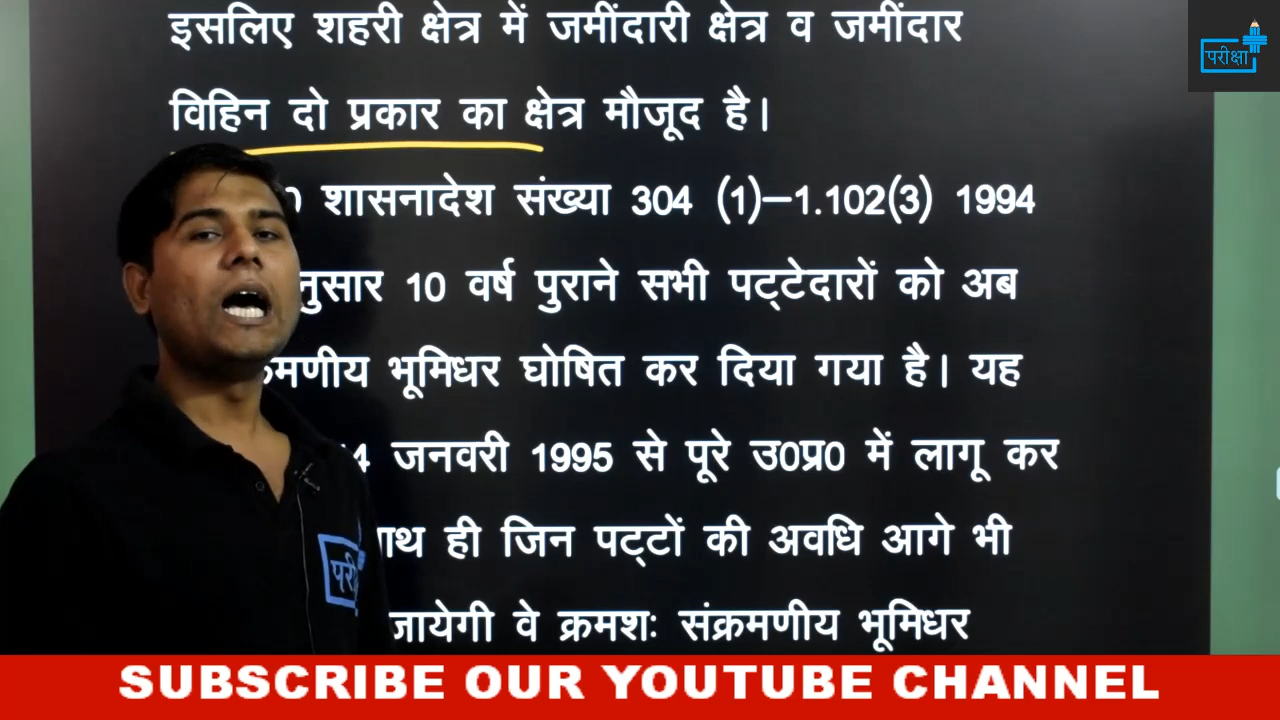 इसलिए शहरी क्षेत्र में जमींदारी क्षेत्र व जमींदार
परीक्षा
विहिन दो प्रकार का क्षेत्र मौजूद है।
शासनादेश संख्या 304 (1)–1.102(3) 1994
10 वर्ष पुराने सभी पट्टेदारों को अब
भूमिधर घोषित कर दिया गया है। यह
जनवरी 1995 से पूरे उ0प्र0 में लागू कर
ही जिन पट्टों की अवधि आगे भी
जायेगी वे क्रमशः संक्रमणीय भूमिधर
SUBSCRIBE OUR YOUTUBE CHANNEL